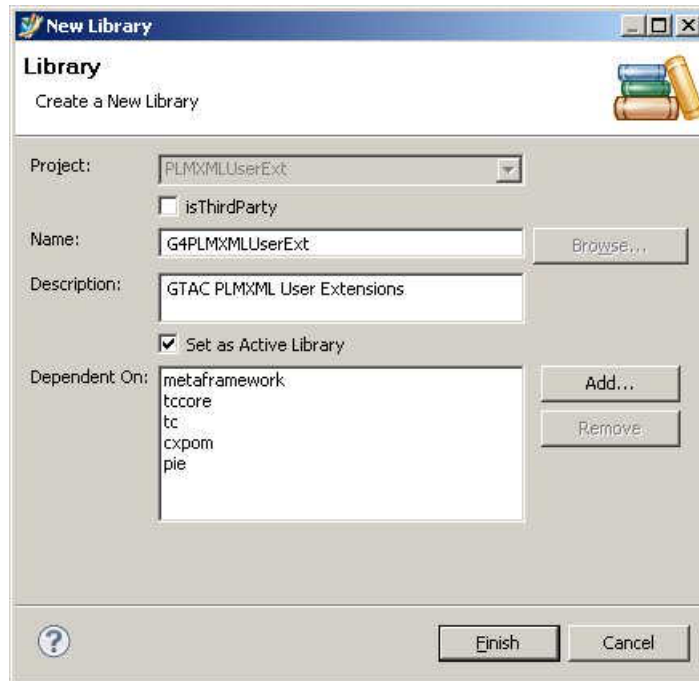 New Library
Library
Create a New Library
Project:
PLMXMLUserExt
isThirdParty
Name:
G4PLMXMLUserExt
Browse...
Description:
GTAC PLMXML User Extensions
Set as Active Library
Dependent On:
metaframework
Add...
tccore
tc
Remove
cxpom
pie
?
Finish
Cancel